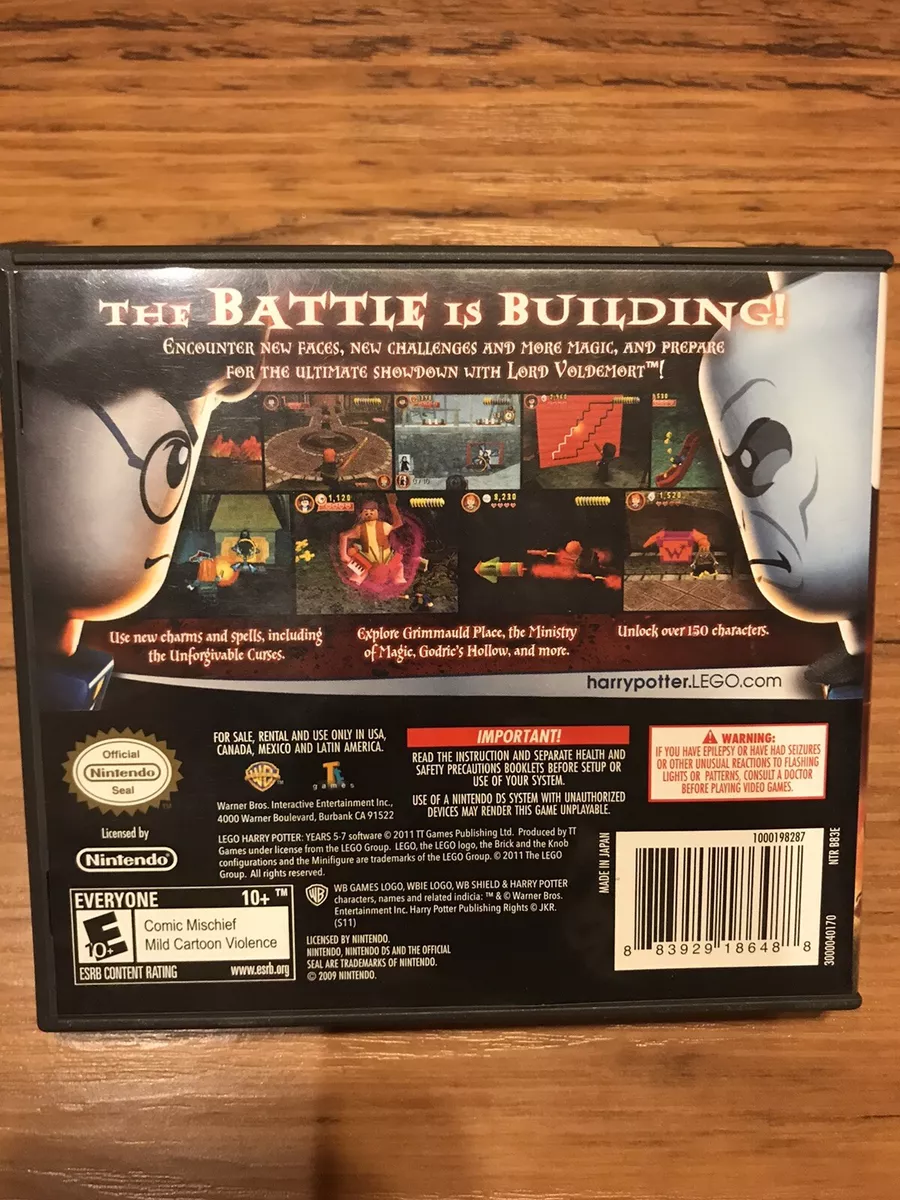 THE BATTLE IS BUILDING!
ENCOUNTER NEW FACES, NEW CHALLENGES AND MORE MAGIC, AND PREPARE
FOR THE ULTIMATE SHOWDOWN WITH LORD VOLDEMORT™!
1,120
8,230
1,520
Use new charms and spells, including
the Unforgivable Curses.
Explore Grimmauld Place, the Ministry
of Magic, Godric's Hollow, and more.
Unlock over 150 characters.
harrypotter.LEGO.com
Official
Nintendo
Seal
Licensed by
Nintendo
FOR SALE, RENTAL AND USE ONLY IN USA,
CANADA, MEXICO AND LATIN AMERICA.
games
Warner Bros. Interactive Entertainment Inc.,
4000 Warner Boulevard, Burbank CA 91522
IMPORTANT!
READ THE INSTRUCTION AND SEPARATE HEALTH AND
SAFETY PRECAUTIONS BOOKLETS BEFORE SETUP OR
USE OF YOUR SYSTEM.
USE OF A NINTENDO DS SYSTEM WITH UNAUTHORIZED
DEVICES MAY RENDER THIS GAME UNPLAYABLE.
WARNING:
IF YOU HAVE EPILEPSY OR HAVE HAD SEIZURES
OR OTHER UNUSUAL REACTIONS TO FLASHING
LIGHTS OR PATTERNS, CONSULT A DOCTOR
BEFORE PLAYING VIDEO GAMES.
LEGO HARRY POTTER: YEARS 5-7 software © 2011 TT Games Publishing Ltd. Produced by TT
Games under license from the LEGO Group. LEGO, the LEGO logo, the Brick and the Knob
configurations and the Minifigure are trademarks of the LEGO Group. © 2011 The LEGO
Group. All rights reserved.
WB GAMES LOGO, WBIE LOGO, WB SHIELD & HARRY POTTER
characters, names and related indicia: ™ & © Warner Bros.
Entertainment Inc. Harry Potter Publishing Rights © JKR.
(S11)
LICENSED BY NINTENDO.
NINTENDO, NINTENDO DS AND THE OFFICIAL
SEAL ARE TRADEMARKS OF NINTENDO.
© 2009 NINTENDO.
EVERYONE 10+ ™
E
10+
Comic Mischief
Mild Cartoon Violence
ESRB CONTENT RATING www.esrb.org
MADE IN JAPAN
1000198287
8 83929 18648 8
NTR B83E
3000040170